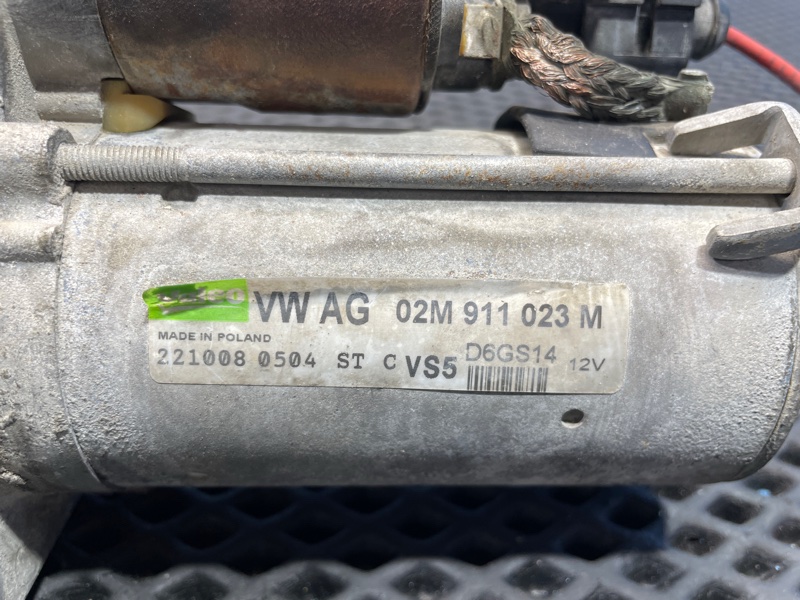 VW AG 02M 911 023 M
MADE IN POLAND
221008 0504 ST C VS5 D6GS14 12V